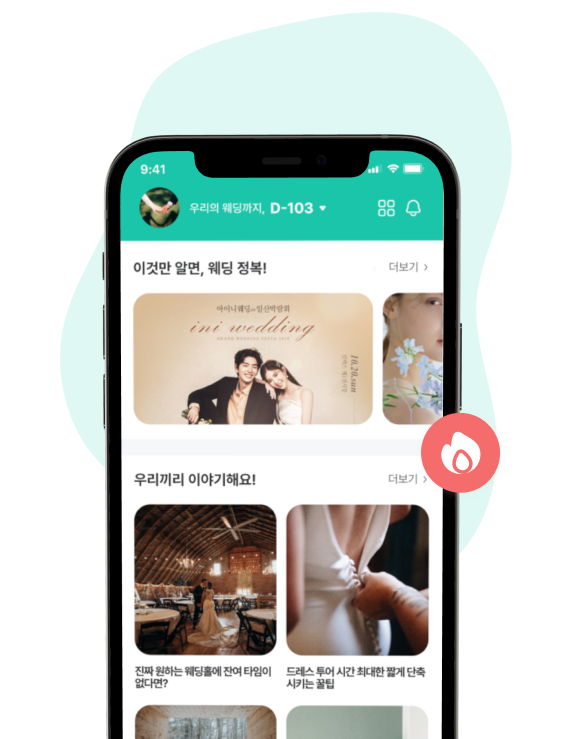 9:41
우리의 웨딩까지, D-103 ♥
이것만 알면, 웨딩 정복!
더보기 ›
아이니웨딩in일산박람회
ini wedding
10.20.sun
우리끼리 이야기해요!
더보기 ›
진짜 원하는 웨딩홀에 잔여 타임이
없다면?
드레스 투어 시간 최대한 짧게 단축
시키는 꿀팁